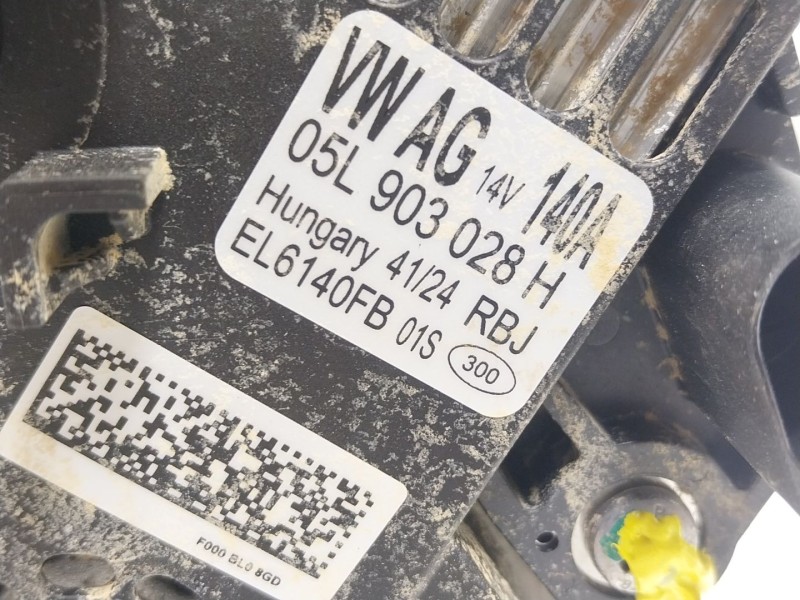 VW AG 14V 140A
05L 903 028 H
Hungary 41/24 RBJ
EL6140FB 01S 300
F000 BL0 8GD